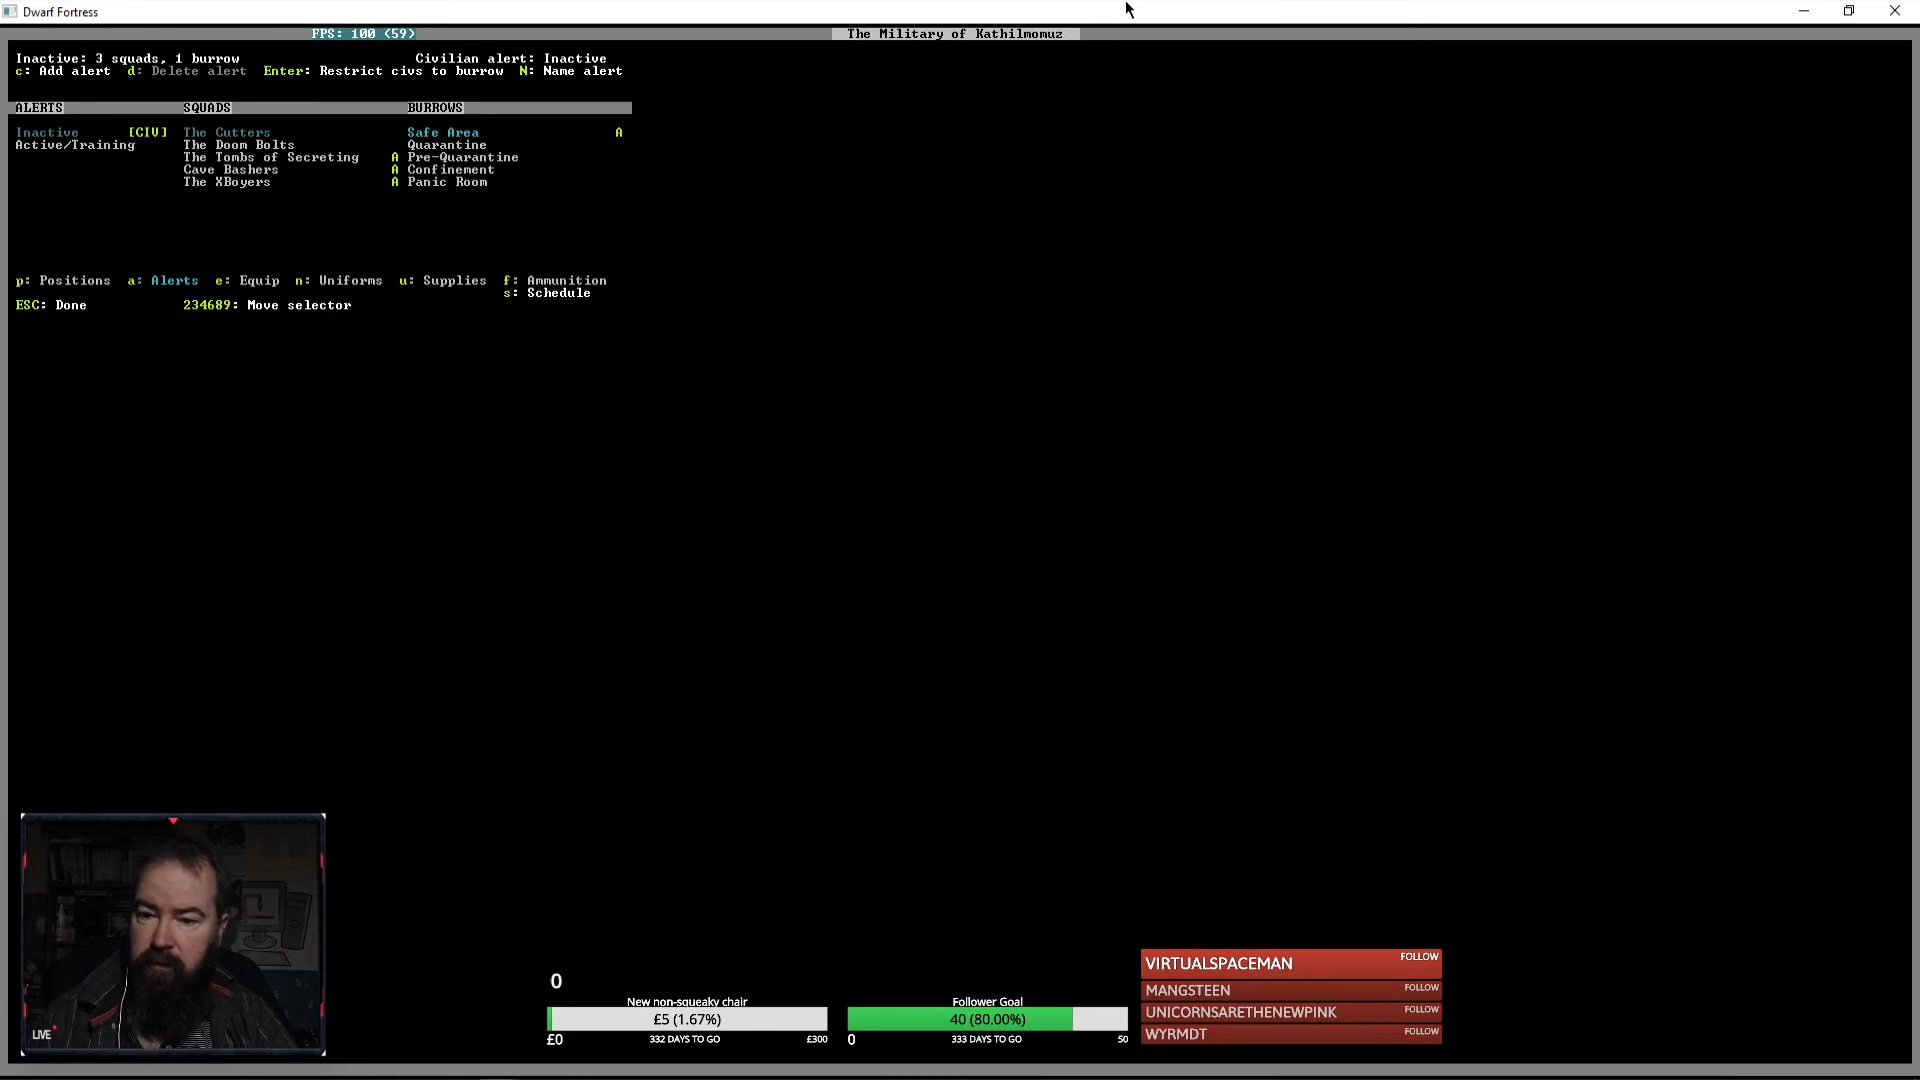 Dwarf Fortress
FPS: 100 (59)
The Military of Kathilmomuz
Inactive: 3 squads, 1 burrow Civilian alert: Inactive
c: Add alert d: Delete alert Enter: Restrict civs to burrow N: Name alert
ALERTS SQUADS BURROWS
Inactive [CIV] The Cutters Safe Area A
Active/Training The Doom Bolts Quarantine
The Tombs of Secreting A Pre-Quarantine
Cave Bashers A Confinement
The XBoyers A Panic Room
p: Positions a: Alerts e: Equip n: Uniforms u: Supplies f: Ammunition
s: Schedule
ESC: Done 234689: Move selector
LIVE
0
New non-squeaky chair
£5 (1.67%)
£0 332 DAYS TO GO £300
Follower Goal
40 (80.00%)
0 333 DAYS TO GO 50
VIRTUALSPACEMAN FOLLOW
MANGSTEEN FOLLOW
UNICORNSARETHENEWPINK FOLLOW
WYRMDT FOLLOW